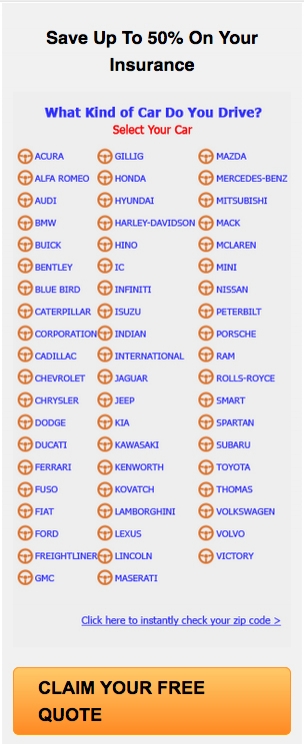 Save Up To 50% On Your
Insurance
What Kind of Car Do You Drive?
Select Your Car
ACURA GILLIG MAZDA
ALFA ROMEO HONDA MERCEDES-BENZ
AUDI HYUNDAI MITSUBISHI
BMW HARLEY-DAVIDSON MACK
BUICK HINO MCLAREN
BENTLEY IC MINI
BLUE BIRD INFINITI NISSAN
CATERPILLAR ISUZU PETERBILT
CORPORATION INDIAN PORSCHE
CADILLAC INTERNATIONAL RAM
CHEVROLET JAGUAR ROLLS-ROYCE
CHRYSLER JEEP SMART
DODGE KIA SPARTAN
DUCATI KAWASAKI SUBARU
FERRARI KENWORTH TOYOTA
FUSO KOVATCH THOMAS
FIAT LAMBORGHINI VOLKSWAGEN
FORD LEXUS VOLVO
FREIGHTLINER LINCOLN VICTORY
GMC MASERATI
Click here to instantly check your zip code >
CLAIM YOUR FREE
QUOTE